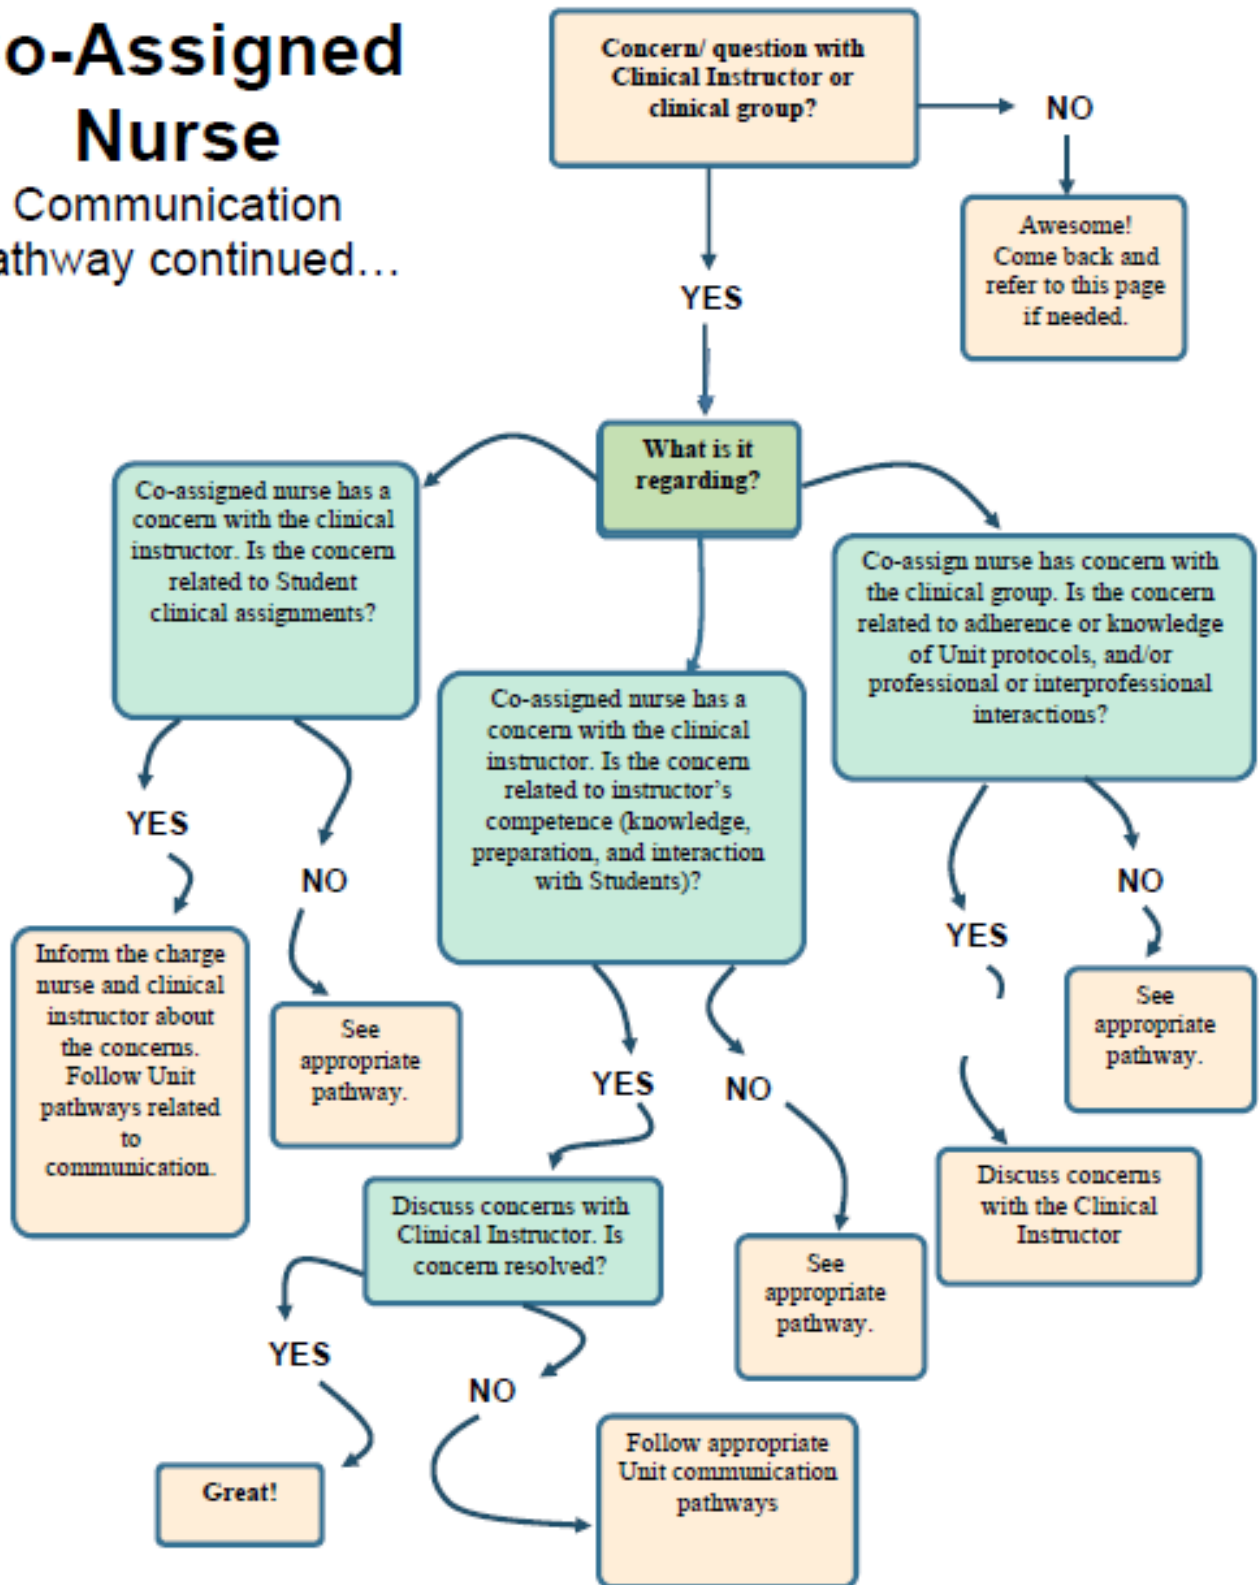 o-Assigned
Nurse
Communication
athway continued...
Concern/ question with
Clinical Instructor or
clinical group?
NO
Awesome!
Come back and
refer to this page
if needed.
YES
What is it
regarding?
Co-assigned nurse has a
concern with the clinical
instructor. Is the concern
related to Student
clinical assignments?
YES
NO
Inform the charge
nurse and clinical
instructor about
the concerns.
Follow Unit
pathways related
to
communication.
See
appropriate
pathway.
Co-assigned nurse has a
concern with the clinical
instructor. Is the concern
related to instructor’s
competence (knowledge,
preparation, and interaction
with Students)?
YES
NO
Discuss concerns with
Clinical Instructor. Is
concern resolved?
YES
NO
Great!
Follow appropriate
Unit communication
pathways
See
appropriate
pathway.
Co-assign nurse has concern with
the clinical group. Is the concern
related to adherence or knowledge
of Unit protocols, and/or
professional or interprofessional
interactions?
YES
NO
Discuss concerns
with the Clinical
Instructor
See
appropriate
pathway.